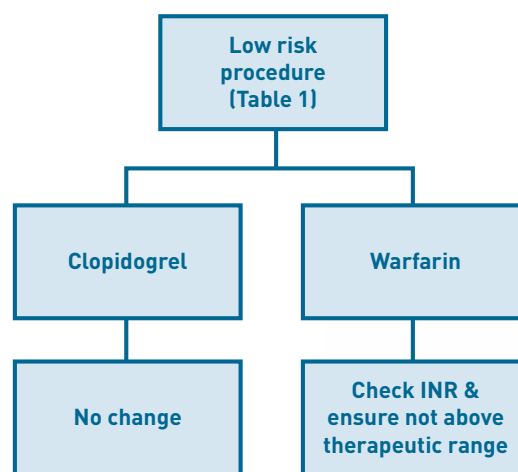 Low risk
procedure
(Table 1)
Clopidogrel
Warfarin
No change
Check INR &
ensure not above
therapeutic range